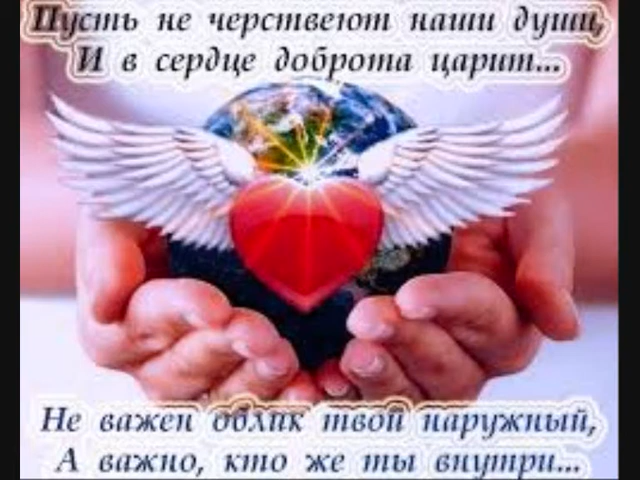 Пусть не черствеют наши души,
И в сердце доброта царит...
Не важен облик твой наружный,
А важно, кто же ты внутри...